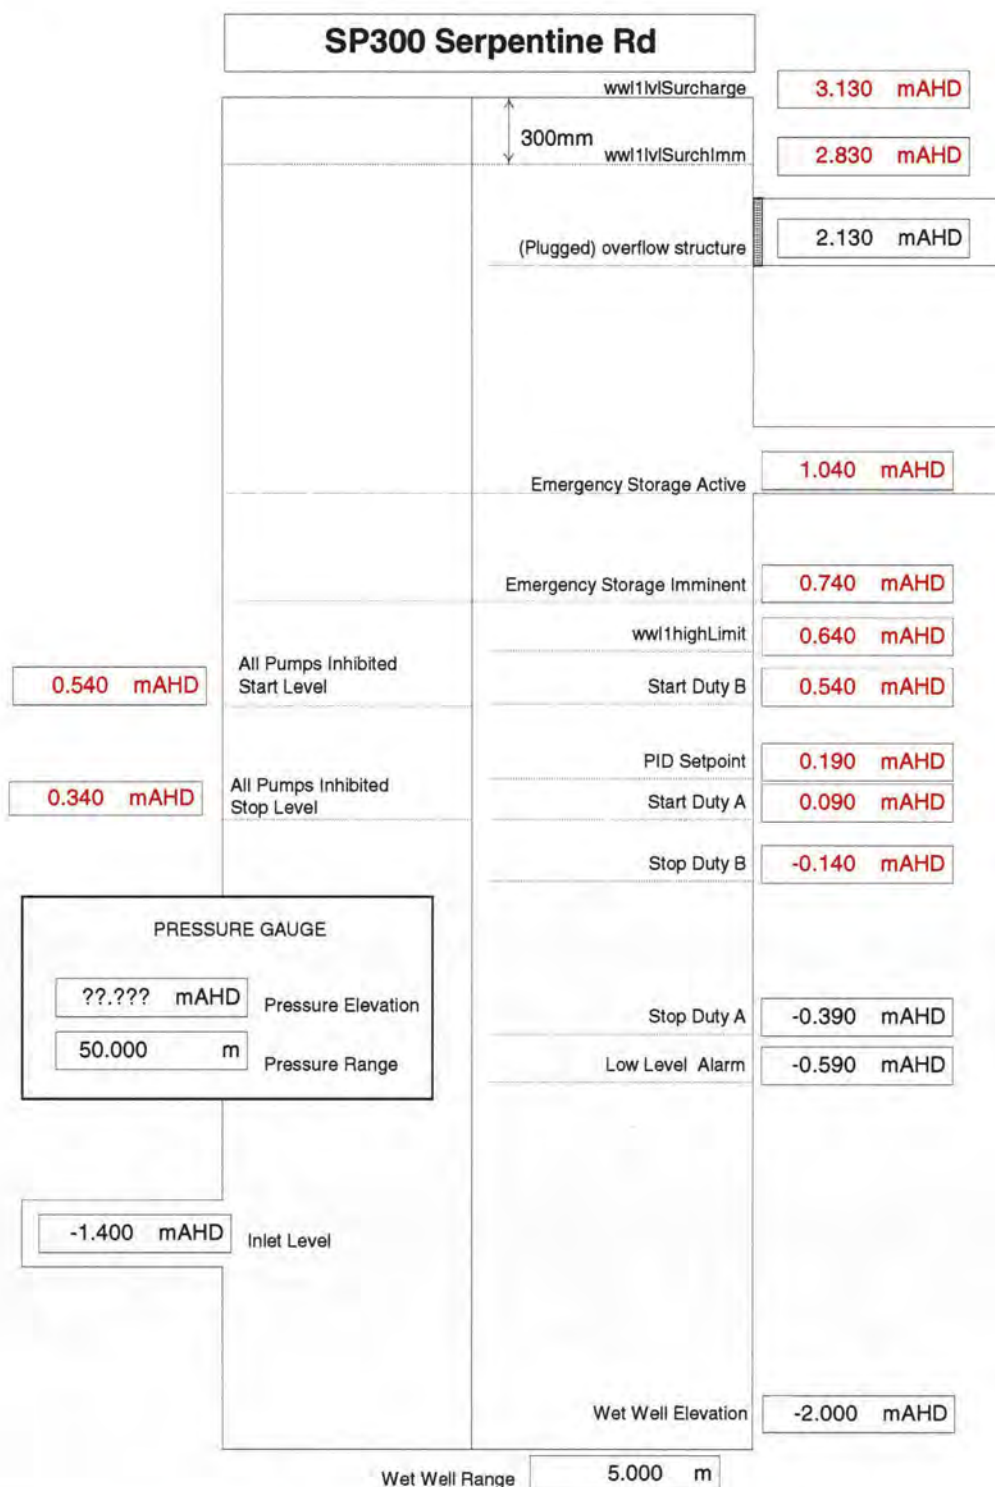 SP300 Serpentine Rd
wwl1lvlSurcharge 3.130 mAHD
300mm
wwl1lvlSurchImm 2.830 mAHD
(Plugged) overflow structure 2.130 mAHD
Emergency Storage Active 1.040 mAHD
Emergency Storage Imminent 0.740 mAHD
wwl1highLimit 0.640 mAHD
0.540 mAHD
All Pumps Inhibited
Start Level
Start Duty B 0.540 mAHD
PID Setpoint 0.190 mAHD
0.340 mAHD
All Pumps Inhibited
Stop Level
Start Duty A 0.090 mAHD
Stop Duty B -0.140 mAHD
PRESSURE GAUGE
??.??? mAHD Pressure Elevation
50.000 m Pressure Range
Stop Duty A -0.390 mAHD
Low Level Alarm -0.590 mAHD
-1.400 mAHD Inlet Level
Wet Well Elevation -2.000 mAHD
Wet Well Range 5.000 m